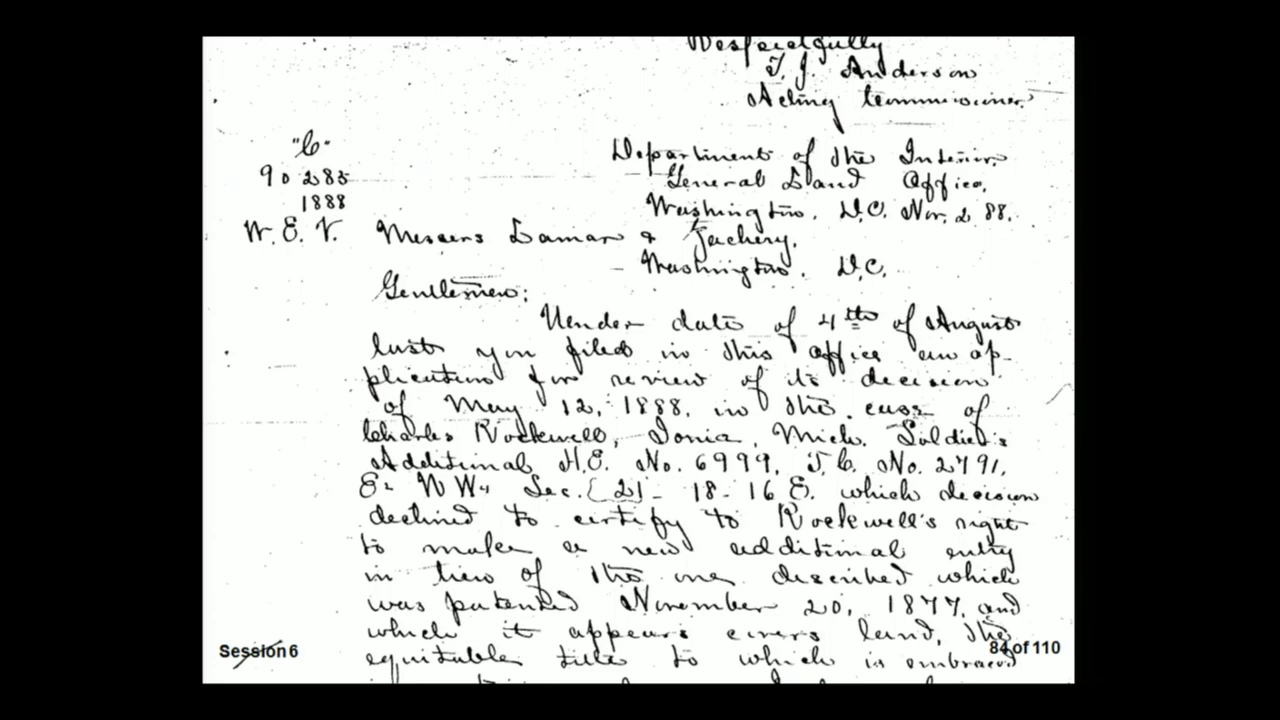 Respectfully
T. J. Anderson
Acting Commissioner.
"C"
90 285
1888
Department of the Interior,
General Land Office,
Washington, D.C. Nov. 2 88.
W. E. V. Messrs Lamar & Zachery,
Washington. D.C.
Gentlemen:
Under date of 4th of August
last you filed in this office an ap-
plication for review of its decision
of May 12, 1888, in the case of
Charles Rockwell, Ionia, Mich. Soldier's
Additional H.E. No. 6999, F.C. No. 2791,
E2 NW4 Sec. 21 - 18 - 16 E. which decision
declined to certify to Rockwell's right
to make a new additional entry
in lieu of the one described which
was patented November 20, 1877, and
which it appears covers land, the
equitable title to which is embraced
Session 6
84 of 110